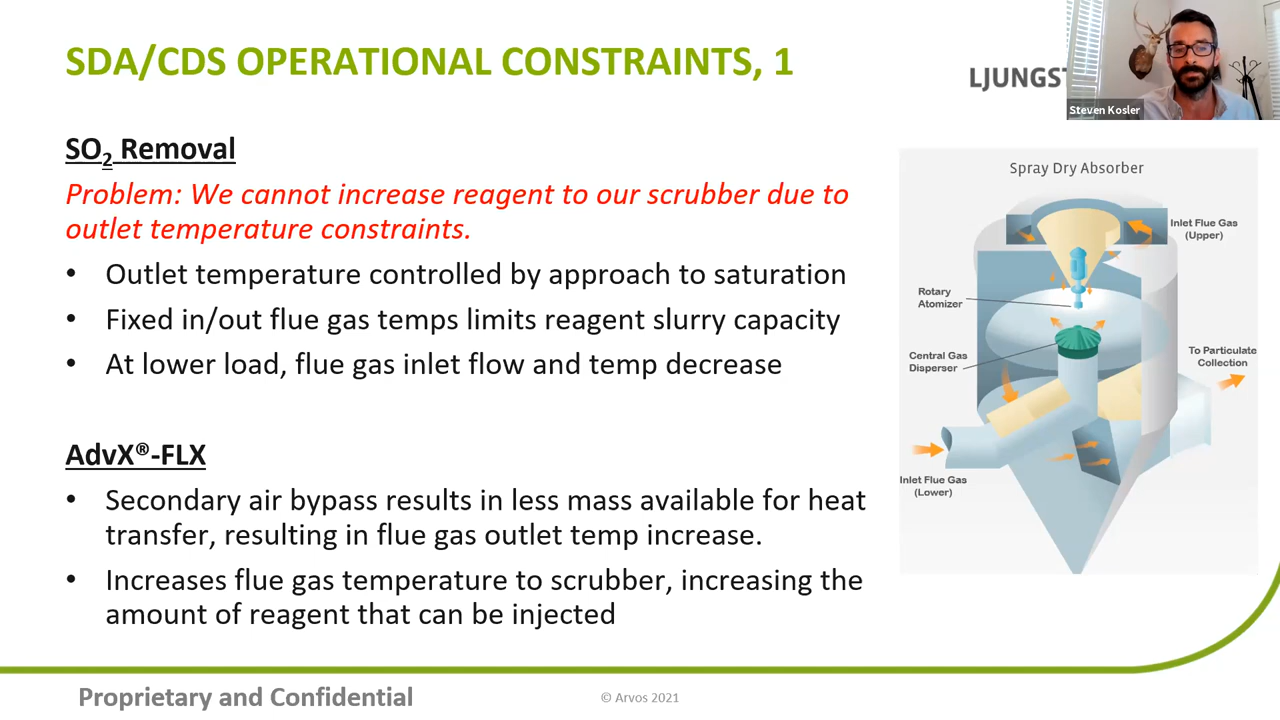 SDA/CDS OPERATIONAL CONSTRAINTS, 1
LJUNGST
Steven Kosler
SO₂ Removal
Problem: We cannot increase reagent to our scrubber due to
outlet temperature constraints.
• Outlet temperature controlled by approach to saturation
• Fixed in/out flue gas temps limits reagent slurry capacity
• At lower load, flue gas inlet flow and temp decrease
AdvX®-FLX
• Secondary air bypass results in less mass available for heat
transfer, resulting in flue gas outlet temp increase.
• Increases flue gas temperature to scrubber, increasing the
amount of reagent that can be injected
Spray Dry Absorber
Inlet Flue Gas
(Upper)
Rotary
Atomizer
Central Gas
Disperser
To Particulate
Collection
Inlet Flue Gas
(Lower)
Proprietary and Confidential
© Arvos 2021